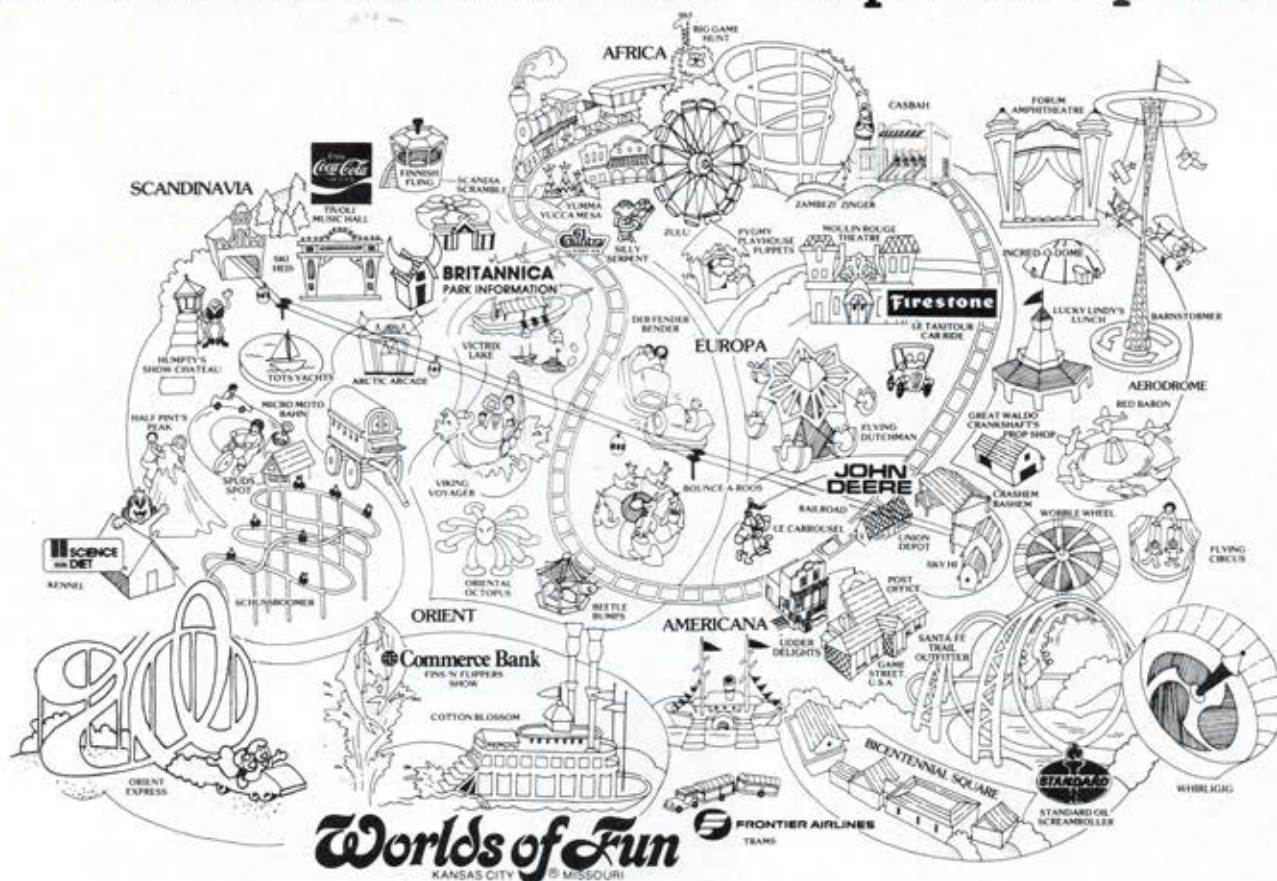 BIG GAME
HUNT
AFRICA
CASBAH
FORUM
AMPHITHEATRE
Enjoy
Coca-Cola
TIVOLI
MUSIC HALL
FINNISH
FLING
SCANDIA
SCRAMBLE
SCANDINAVIA
YUMMA
YUCCA MESA
ZULU
ZAMBEZI ZINGER
SKI
HEIS
61
Country
SILLY
SERPENT
PYGMY
PLAYHOUSE
PUPPETS
MOULIN ROUGE
THEATRE
INCRED-O-DOME
BRITANNICA
PARK INFORMATION
Firestone
DER FENDER
BENDER
EUROPA
LE TAXITOUR
CAR RIDE
LUCKY LINDY'S
LUNCH
BARNSTORMER
VICTRIX
LAKE
HUMPTY'S
SHOW CHATEAU
TOTS YACHTS
ARCTIC ARCADE
AERODROME
RED BARON
HALF PINT'S
PEAK
MICRO MOTO
BAHN
GREAT WALDO
CRANKSHAFT'S
PROP SHOP
FLYING
DUTCHMAN
SPUDS
SPOT
VIKING
VOYAGER
BOUNCE-A-ROOS
JOHN
DEERE
CRASHEM
BASHEM
RAILROAD
LE CARROUSEL
UNION
DEPOT
WOBBLE WHEEL
SCIENCE
DIET
KENNEL
SKY HI
FLYING
CIRCUS
ORIENTAL
OCTOPUS
SCHUSSBOOMER
BEETLE
BUMPS
POST
OFFICE
ORIENT
AMERICANA
UDDER
DELIGHTS
GAME
STREET,
U.S.A.
SANTA FE
TRAIL
OUTFITTER
Commerce Bank
FINS 'N FLIPPERS
SHOW
COTTON BLOSSOM
BICENTENNIAL SQUARE
STANDARD
STANDARD OIL
SCREAMROLLER
WHIRLIGIG
ORIENT
EXPRESS
FRONTIER AIRLINES
TRAMS
Worlds of Fun
KANSAS CITY ® MISSOURI